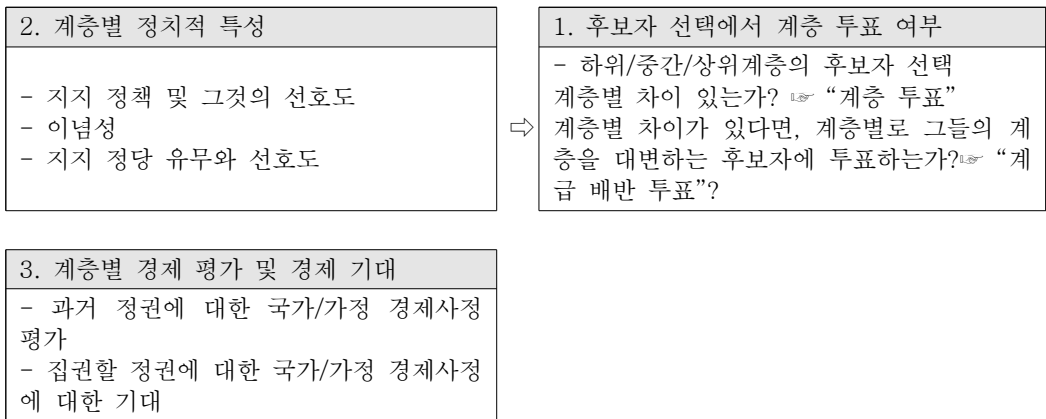 2. 계층별 정치적 특성
- 지지 정책 및 그것의 선호도
- 이념성
- 지지 정당 유무와 선호도
⇨
1. 후보자 선택에서 계층 투표 여부
- 하위/중간/상위계층의 후보자 선택
계층별 차이 있는가? ☞ “계층 투표”
계층별 차이가 있다면, 계층별로 그들의 계
층을 대변하는 후보자에 투표하는가?☞ “계
급 배반 투표”?
3. 계층별 경제 평가 및 경제 기대
- 과거 정권에 대한 국가/가정 경제사정
평가
- 집권할 정권에 대한 국가/가정 경제사정
에 대한 기대